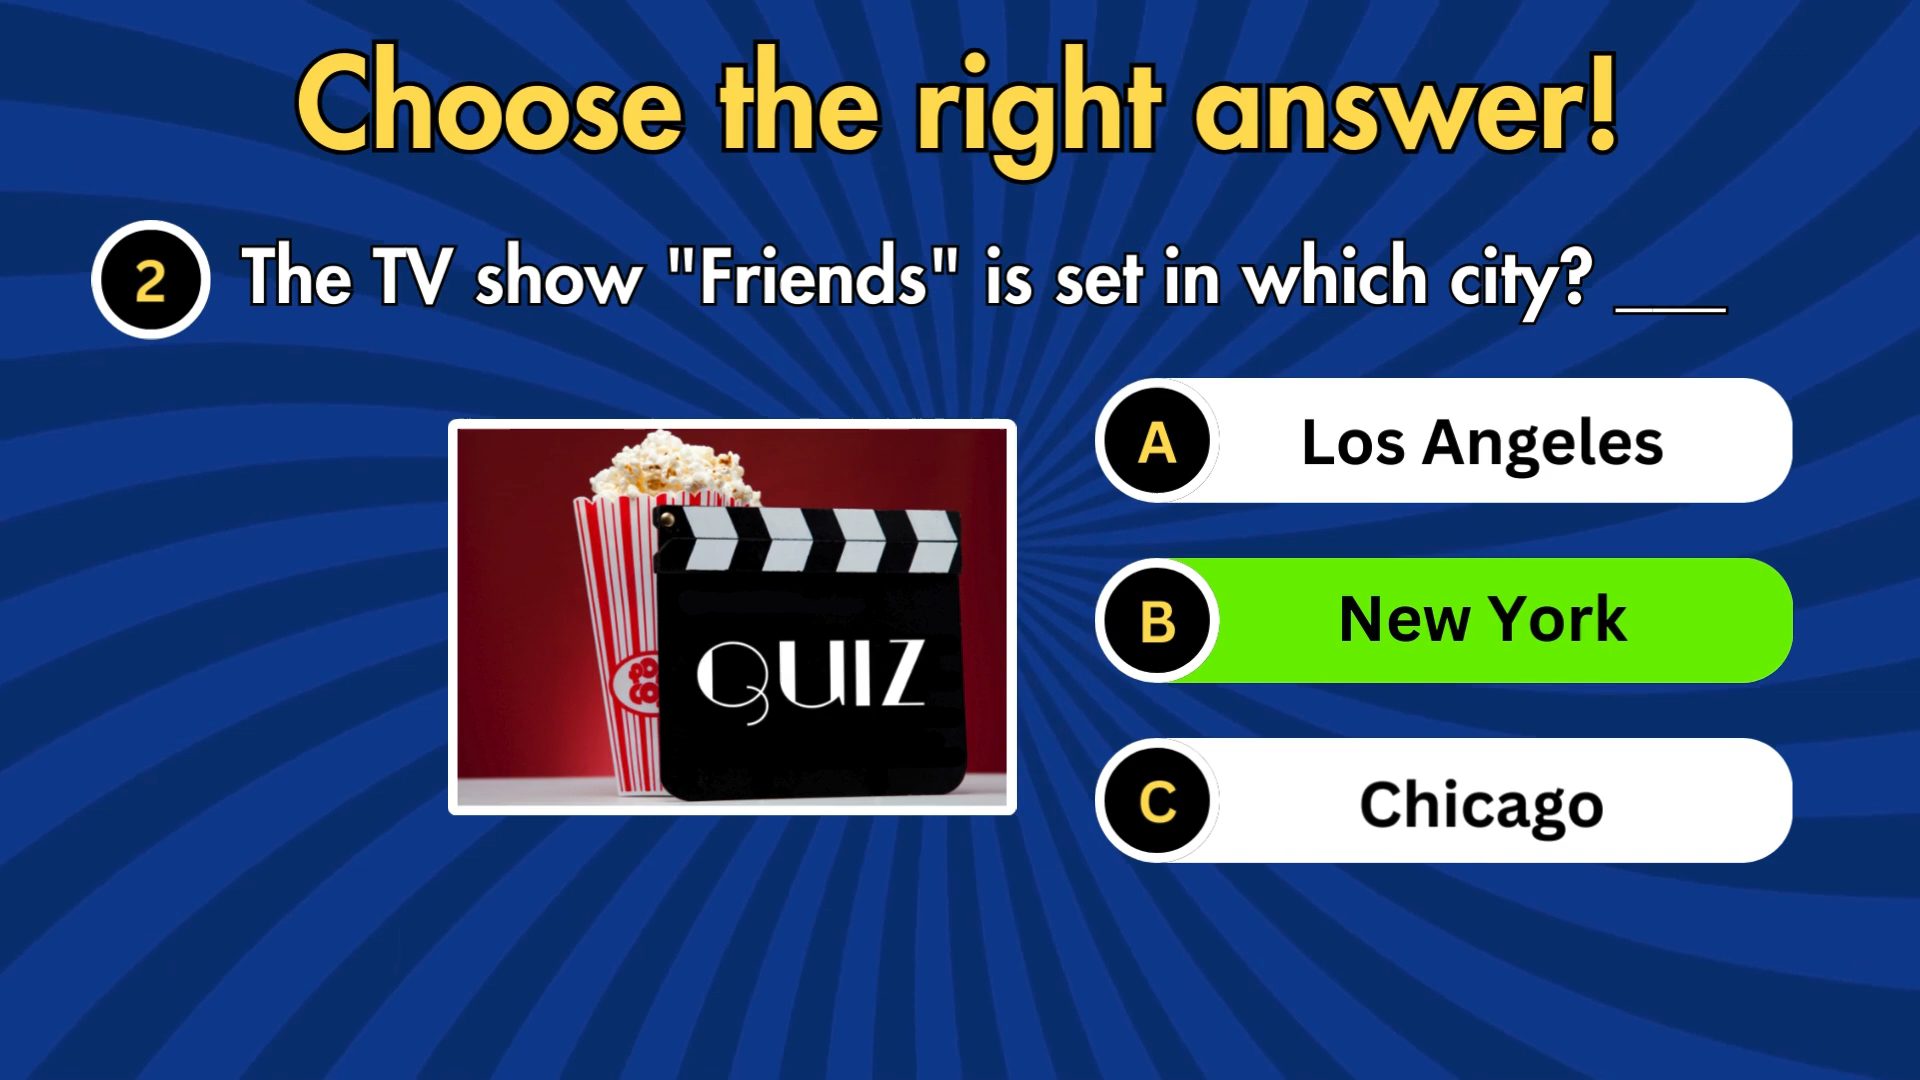 Choose the right answer!
2
The TV show "Friends" is set in which city? ___
A
Los Angeles
B
New York
QUIZ
C
Chicago